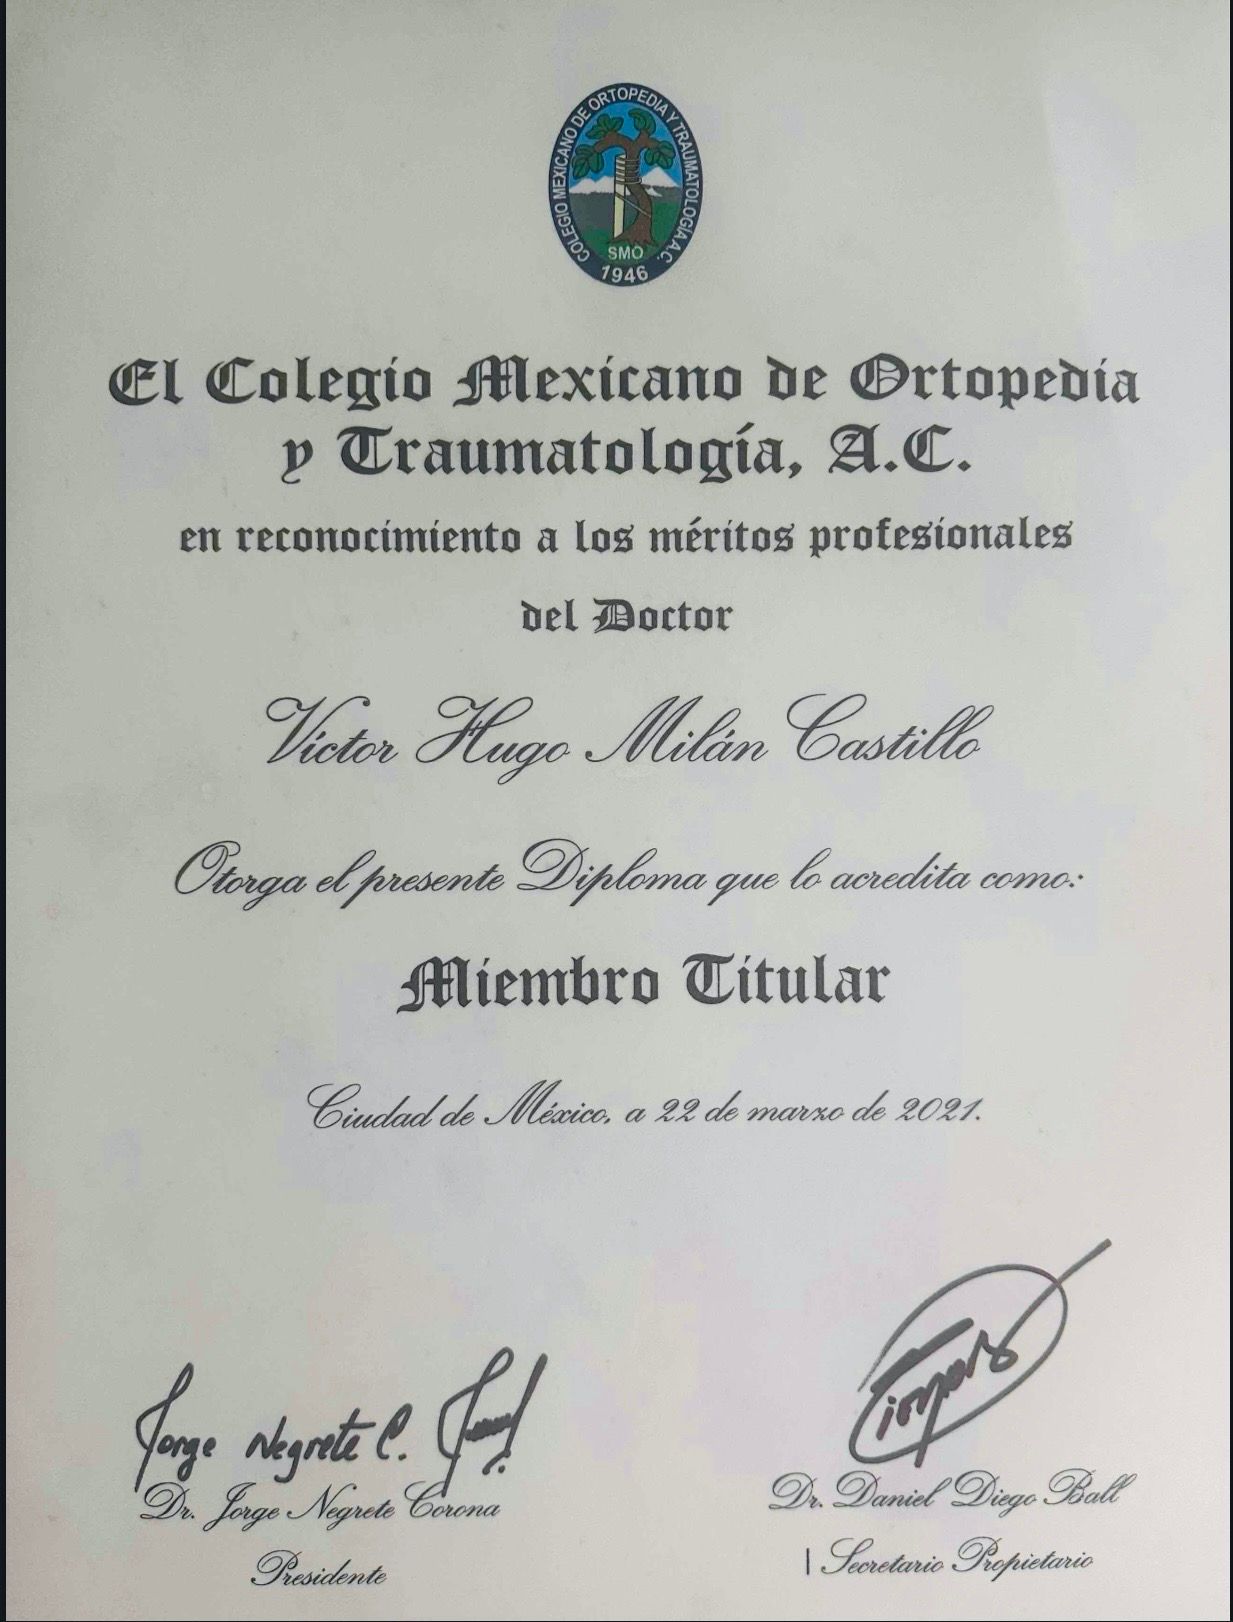 COLEGIO MEXICANO DE ORTOPEDIA Y TRAUMATOLOGÍA A.C.
SMO
1946
El Colegio Mexicano de Ortopedia
y Traumatología, A.C.
en reconocimiento a los méritos profesionales
del Doctor
Víctor Hugo Milán Castillo
Otorga el presente Diploma que lo acredita como:
Miembro Titular
Ciudad de México, a 22 de marzo de 2021.
Jorge Negrete C.
Dr. Jorge Negrete Corona
Presidente
Dr. Daniel Diego Ball
Secretario Propietario